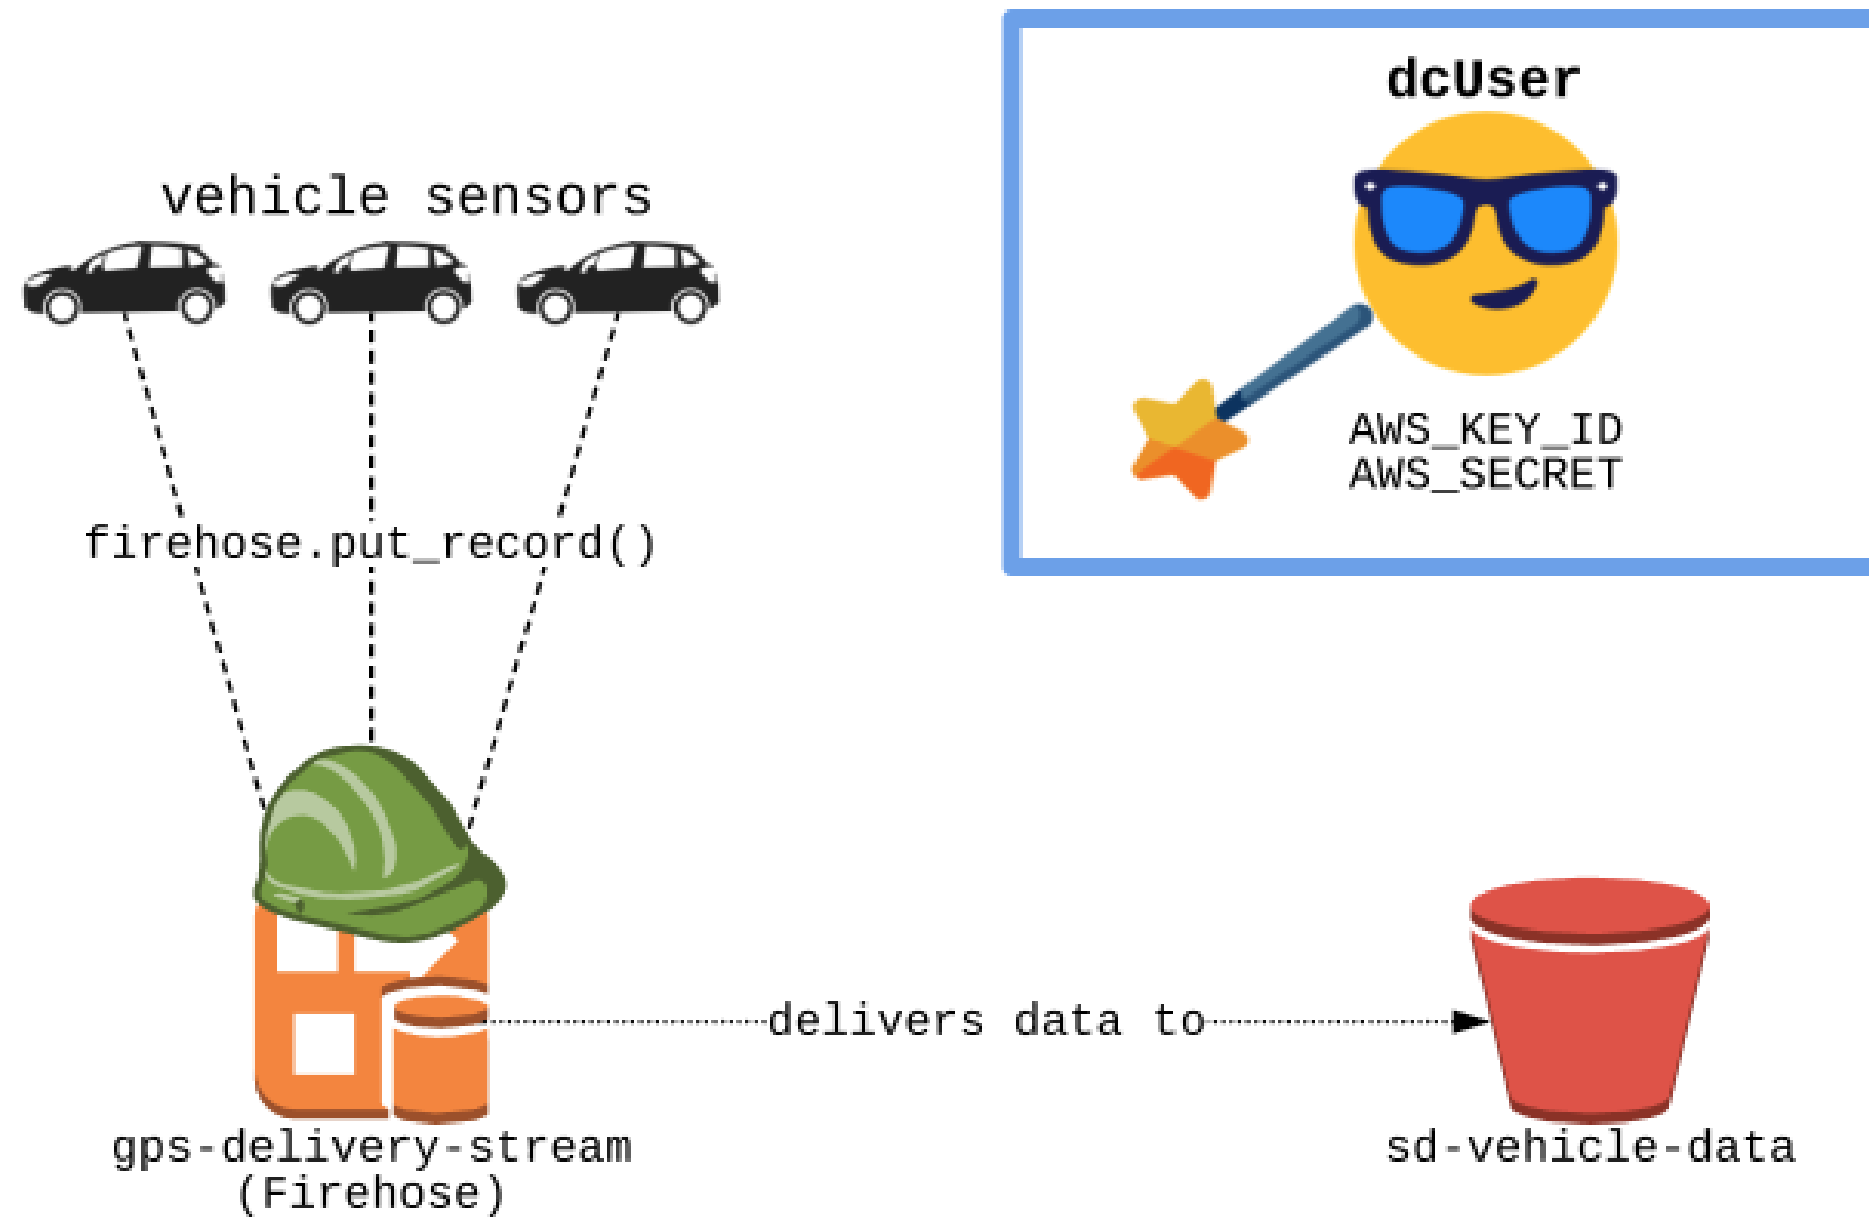 dcUser
vehicle sensors
AWS_KEY_ID
AWS_SECRET
firehose.put_record()
delivers data to
gps-delivery-stream
(Firehose)
sd-vehicle-data